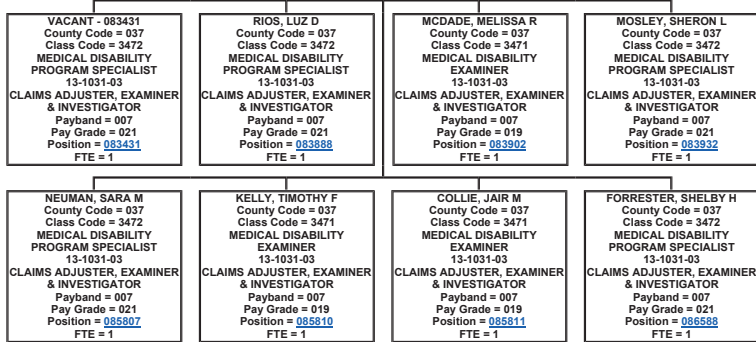 VACANT - 083431
County Code = 037
Class Code = 3472
MEDICAL DISABILITY
PROGRAM SPECIALIST
13-1031-03
CLAIMS ADJUSTER, EXAMINER
& INVESTIGATOR
Payband = 007
Pay Grade = 021
Position = 083431
FTE = 1
RIOS, LUZ D
County Code = 037
Class Code = 3472
MEDICAL DISABILITY
PROGRAM SPECIALIST
13-1031-03
CLAIMS ADJUSTER, EXAMINER
& INVESTIGATOR
Payband = 007
Pay Grade = 021
Position = 083888
FTE = 1
MCDADE, MELISSA R
County Code = 037
Class Code = 3471
MEDICAL DISABILITY
EXAMINER
13-1031-03
CLAIMS ADJUSTER, EXAMINER
& INVESTIGATOR
Payband = 007
Pay Grade = 019
Position = 083902
FTE = 1
MOSLEY, SHERON L
County Code = 037
Class Code = 3472
MEDICAL DISABILITY
PROGRAM SPECIALIST
13-1031-03
CLAIMS ADJUSTER, EXAMINER
& INVESTIGATOR
Payband = 007
Pay Grade = 021
Position = 083932
FTE = 1
NEUMAN, SARA M
County Code = 037
Class Code = 3472
MEDICAL DISABILITY
PROGRAM SPECIALIST
13-1031-03
CLAIMS ADJUSTER, EXAMINER
& INVESTIGATOR
Payband = 007
Pay Grade = 021
Position = 085807
FTE = 1
KELLY, TIMOTHY F
County Code = 037
Class Code = 3471
MEDICAL DISABILITY
EXAMINER
13-1031-03
CLAIMS ADJUSTER, EXAMINER
& INVESTIGATOR
Payband = 007
Pay Grade = 019
Position = 085810
FTE = 1
COLLIE, JAIR M
County Code = 037
Class Code = 3471
MEDICAL DISABILITY
EXAMINER
13-1031-03
CLAIMS ADJUSTER, EXAMINER
& INVESTIGATOR
Payband = 007
Pay Grade = 019
Position = 085811
FTE = 1
FORRESTER, SHELBY H
County Code = 037
Class Code = 3472
MEDICAL DISABILITY
PROGRAM SPECIALIST
13-1031-03
CLAIMS ADJUSTER, EXAMINER
& INVESTIGATOR
Payband = 007
Pay Grade = 021
Position = 086588
FTE = 1